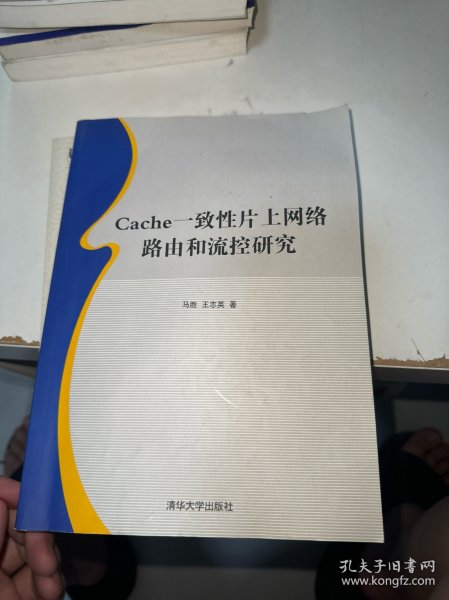 Cache一致性片上网络
路由和流控研究
马胜 王志英 著
清华大学出版社
孔夫子旧书网
www.kongfz.com